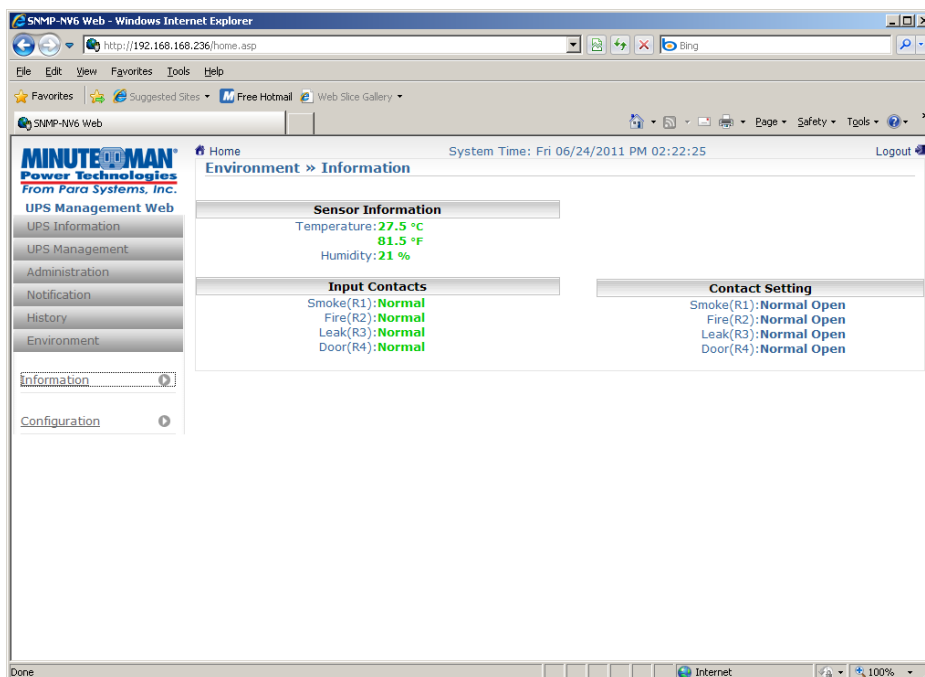 SNMP-NV6 Web - Windows Internet Explorer
http://192.168.168.236/home.asp
Bing
File Edit View Favorites Tools Help
Favorites Suggested Sites Free Hotmail Web Slice Gallery
SNMP-NV6 Web
Page Safety Tools
MINUTEMAN®
Power Technologies
From Para Systems, Inc.
UPS Management Web
UPS Information
UPS Management
Administration
Notification
History
Environment
Information
Configuration
Home System Time: Fri 06/24/2011 PM 02:22:25 Logout
Environment » Information
Sensor Information
Temperature:27.5 °C
81.5 °F
Humidity:21 %
Input Contacts
Smoke(R1):Normal
Fire(R2):Normal
Leak(R3):Normal
Door(R4):Normal
Contact Setting
Smoke(R1):Normal Open
Fire(R2):Normal Open
Leak(R3):Normal Open
Door(R4):Normal Open
Done Internet 100%